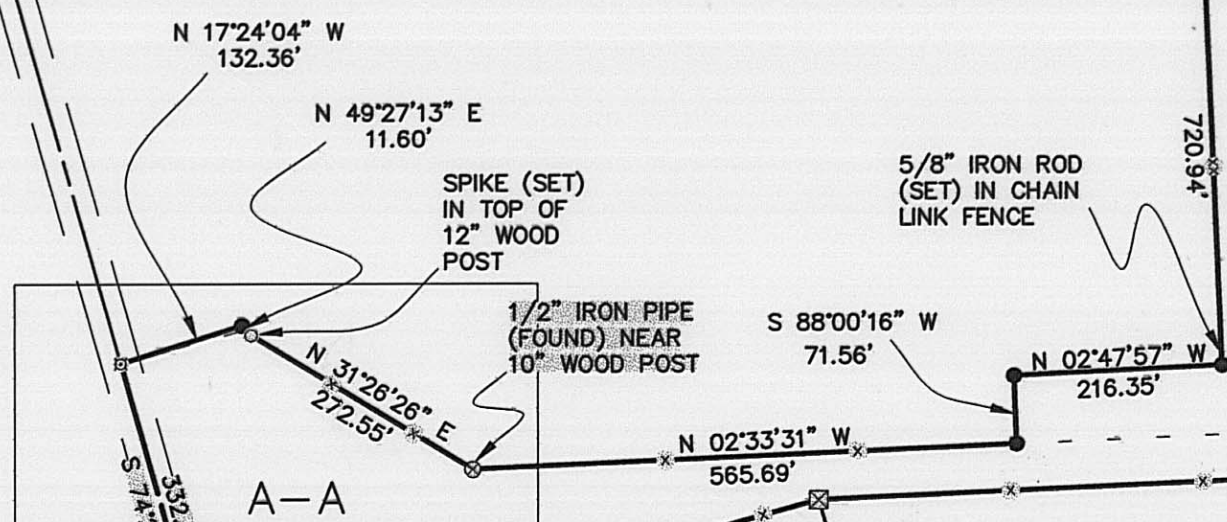 N 17°24'04" W
132.36'
N 49°27'13" E
11.60'
SPIKE (SET)
IN TOP OF
12" WOOD
POST
5/8" IRON ROD
(SET) IN CHAIN
LINK FENCE
720.94
1/2" IRON PIPE
(FOUND) NEAR
10" WOOD POST
S 88°00'16" W
71.56'
N 31°26'26" E
272.55'
N 02°47'57" W
216.35'
N 02°33'31" W
565.69'
332
S 74°
A-A